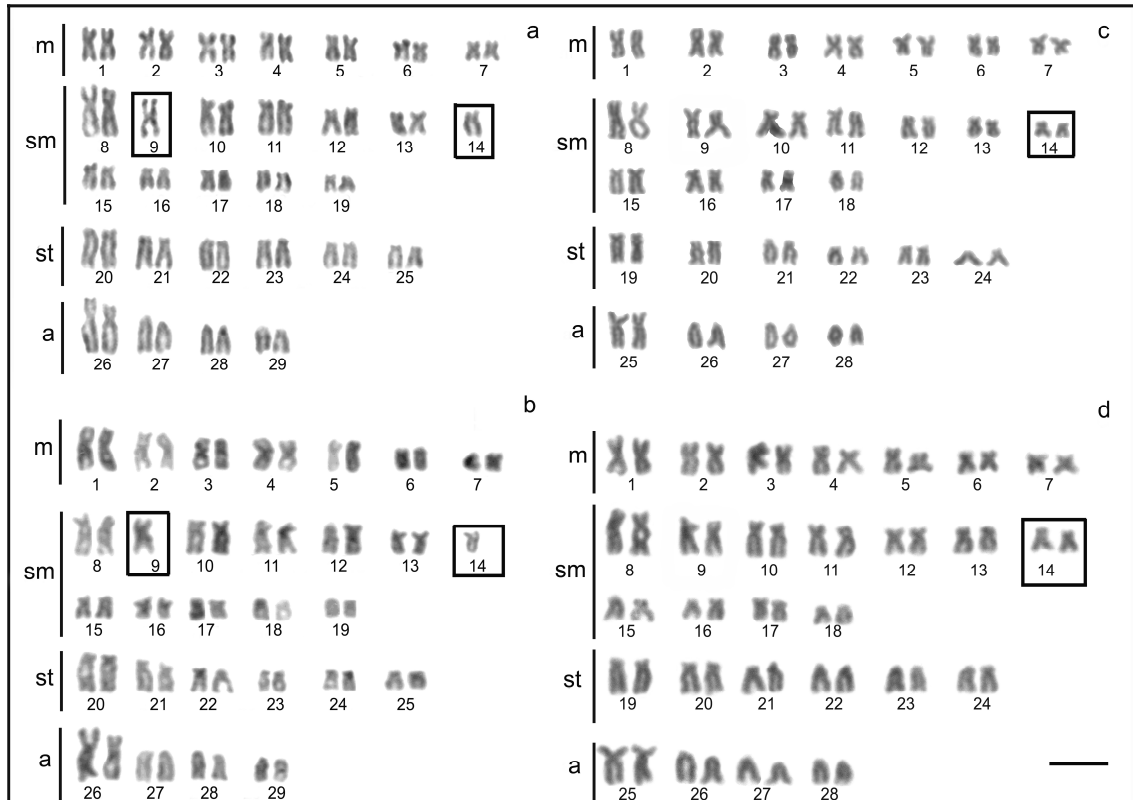 a
m
1 2 3 4 5 6 7
sm
8 9 10 11 12 13 14
15 16 17 18 19
st
20 21 22 23 24 25
a
26 27 28 29
c
m
1 2 3 4 5 6 7
sm
8 9 10 11 12 13 14
15 16 17 18
st
19 20 21 22 23 24
a
25 26 27 28
b
m
1 2 3 4 5 6 7
sm
8 9 10 11 12 13 14
15 16 17 18 19
st
20 21 22 23 24 25
a
26 27 28 29
d
m
1 2 3 4 5 6 7
sm
8 9 10 11 12 13 14
15 16 17 18
st
19 20 21 22 23 24
a
25 26 27 28